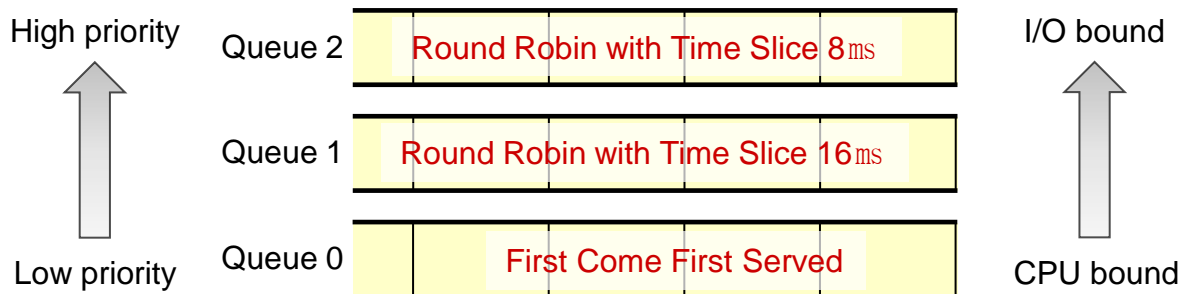 High priority
Queue 2
Round Robin with Time Slice 8㎳
I/O bound
Queue 1
Round Robin with Time Slice 16㎳
Low priority
Queue 0
First Come First Served
CPU bound